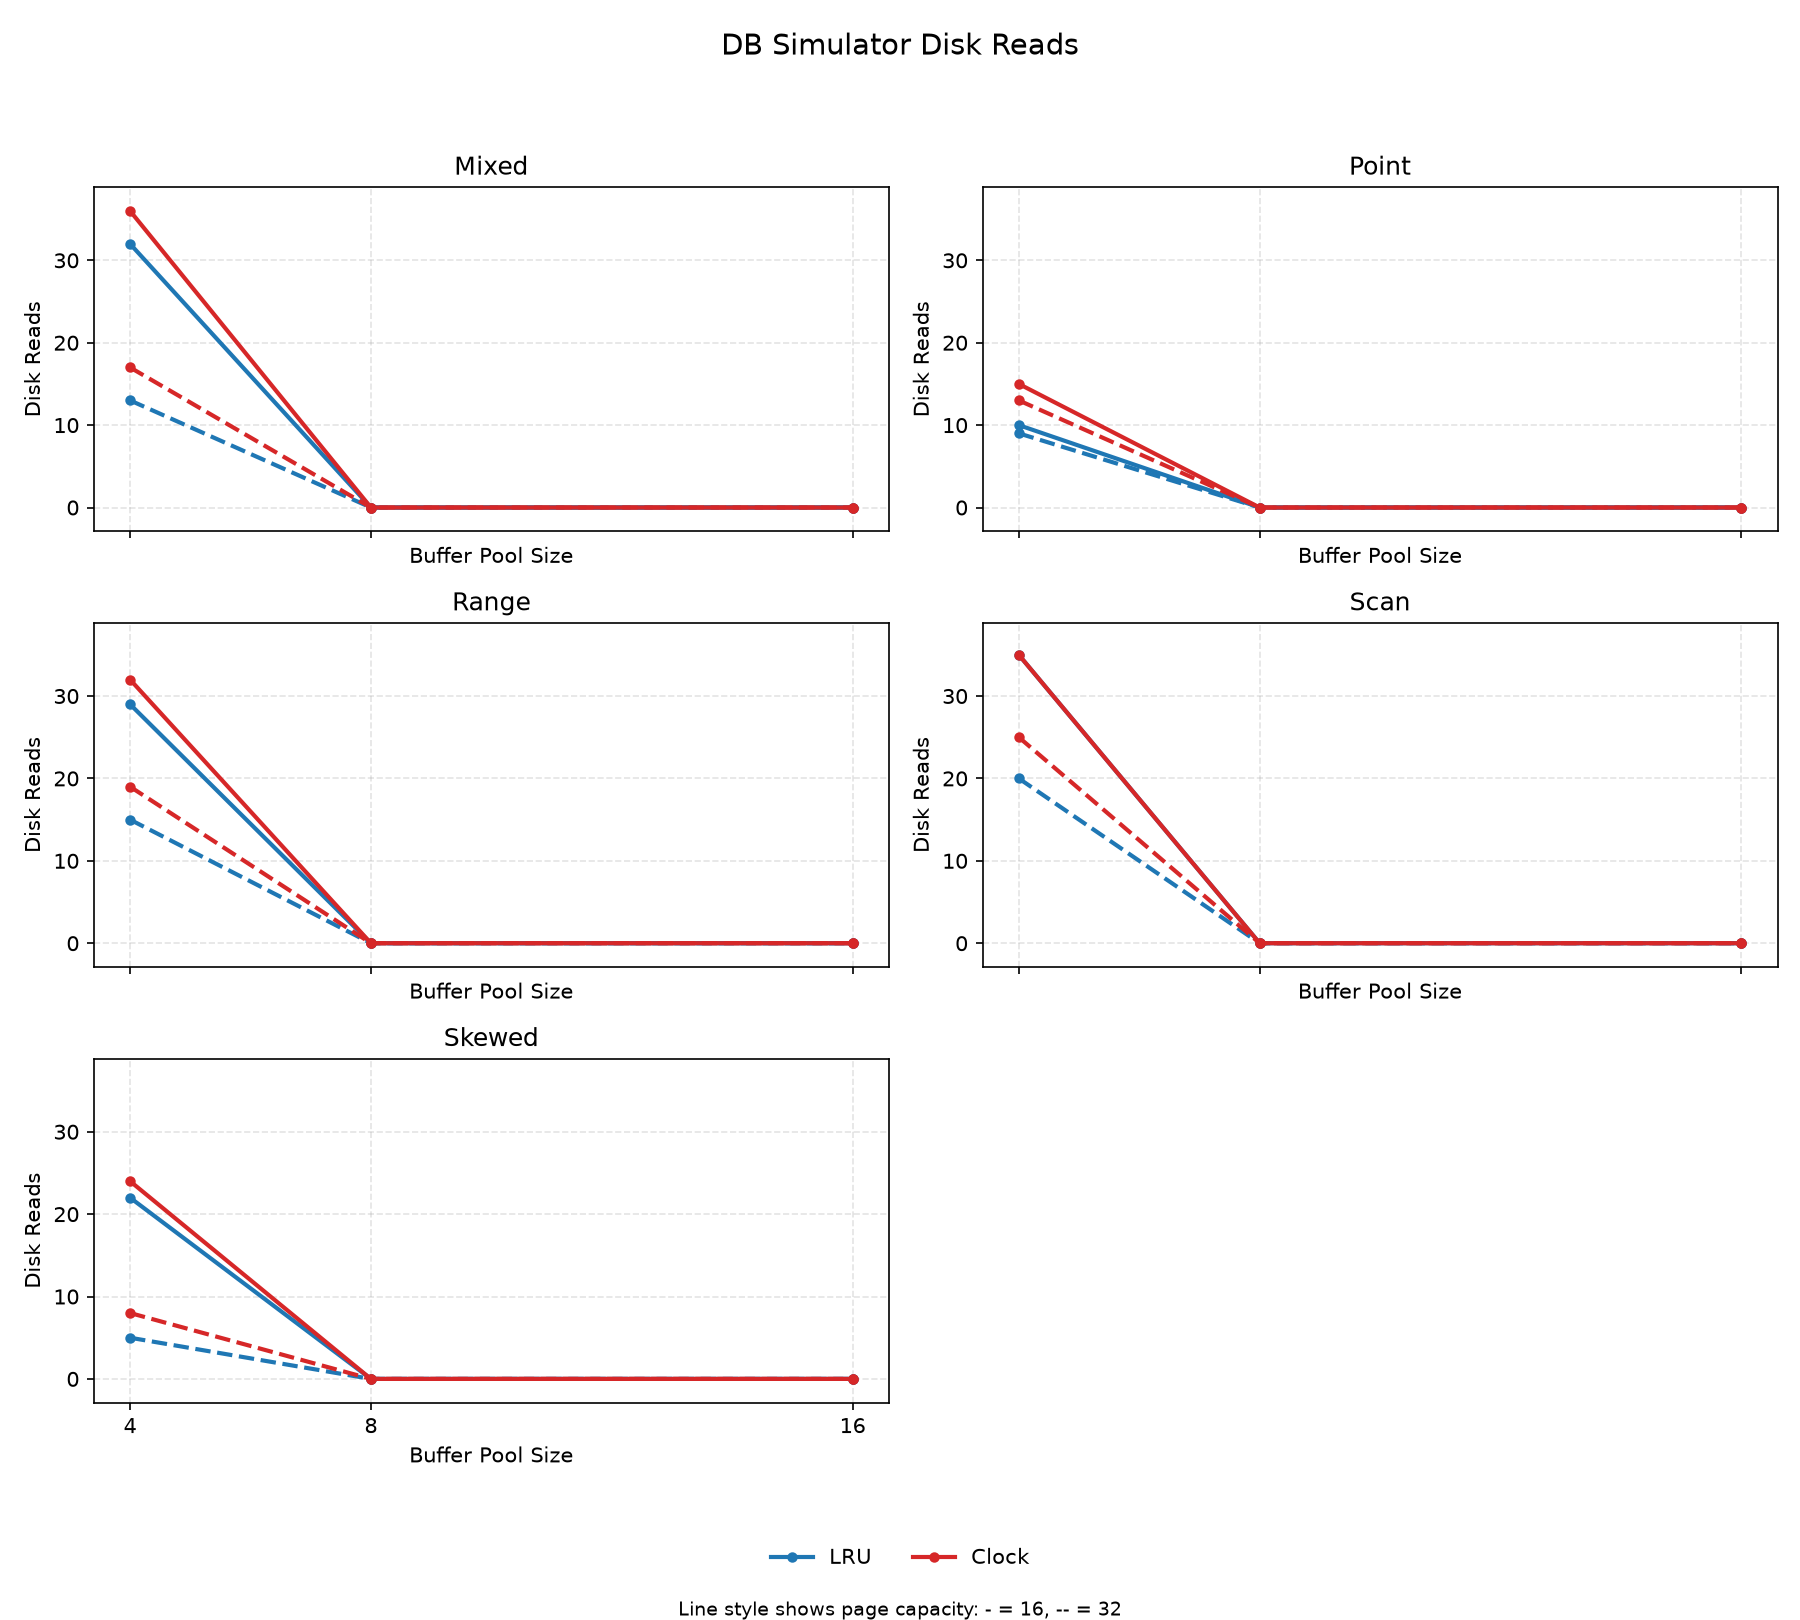 DB Simulator Disk Reads
Mixed
30
20
10
0
Disk Reads
Buffer Pool Size
Point
30
20
10
0
Disk Reads
Buffer Pool Size
Range
30
20
10
0
Disk Reads
Buffer Pool Size
Scan
30
20
10
0
Disk Reads
Buffer Pool Size
Skewed
30
20
10
0
Disk Reads
4 8 16
Buffer Pool Size
LRU Clock
Line style shows page capacity: - = 16, -- = 32